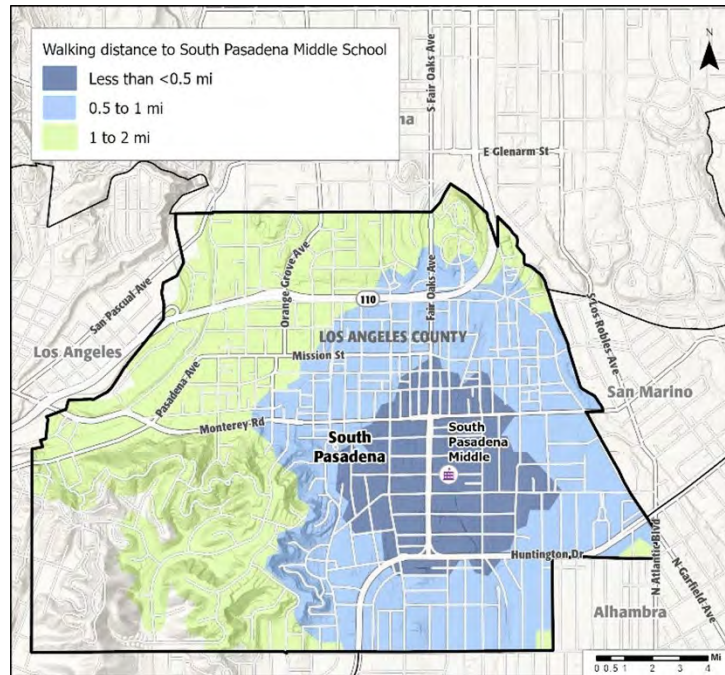 Walking distance to South Pasadena Middle School
Less than <0.5 mi
0.5 to 1 mi
1 to 2 mi
N
S Fair Oaks Ave
na
E Glenarm St
Orange Grove Ave
San Pascual Ave
110
Fair Oaks Ave
S Los Robles Ave
LOS ANGELES COUNTY
Los Angeles
Mission St
Pasadena Ave
San Marino
Monterey Rd
South
Pasadena
South
Pasadena
Middle
Huntington Dr
N Atlantic Blvd
N Garfield Ave
Alhambra
Mi
0 0.5 1 2 3 4